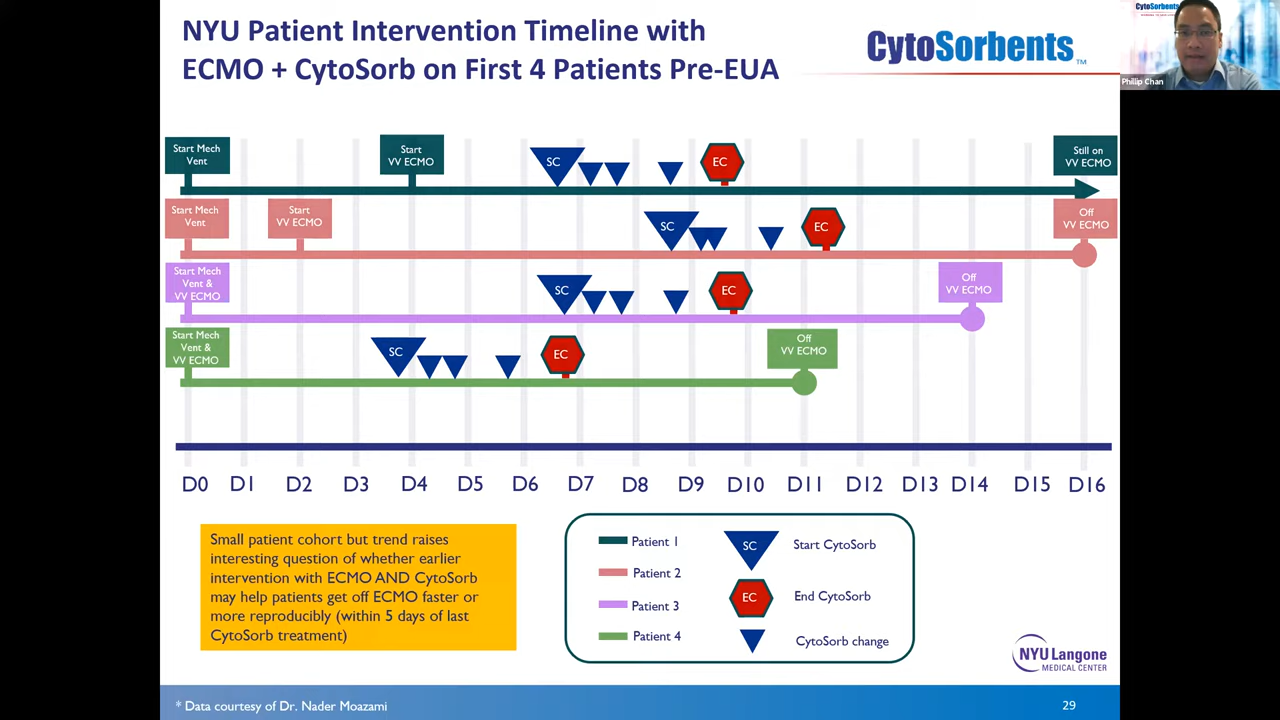 NYU Patient Intervention Timeline with
ECMO + CytoSorb on First 4 Patients Pre-EUA
CytoSorbents™
CytoSorbents
Phillip Chan
Start Mech
Vent
Start
VV ECMO
SC
EC
Still on
VV ECMO
Start Mech
Vent
Start
VV ECMO
SC
EC
Off
VV ECMO
Start Mech
Vent &
VV ECMO
SC
EC
Off
VV ECMO
Start Mech
Vent &
VV ECMO
SC
EC
Off
VV ECMO
D0 D1 D2 D3 D4 D5 D6 D7 D8 D9 D10 D11 D12 D13 D14 D15 D16
Small patient cohort but trend raises
interesting question of whether earlier
intervention with ECMO AND CytoSorb
may help patients get off ECMO faster or
more reproducibly (within 5 days of last
CytoSorb treatment)
Patient 1
Patient 2
Patient 3
Patient 4
SC Start CytoSorb
EC End CytoSorb
CytoSorb change
NYU Langone
MEDICAL CENTER
* Data courtesy of Dr. Nader Moazami
29